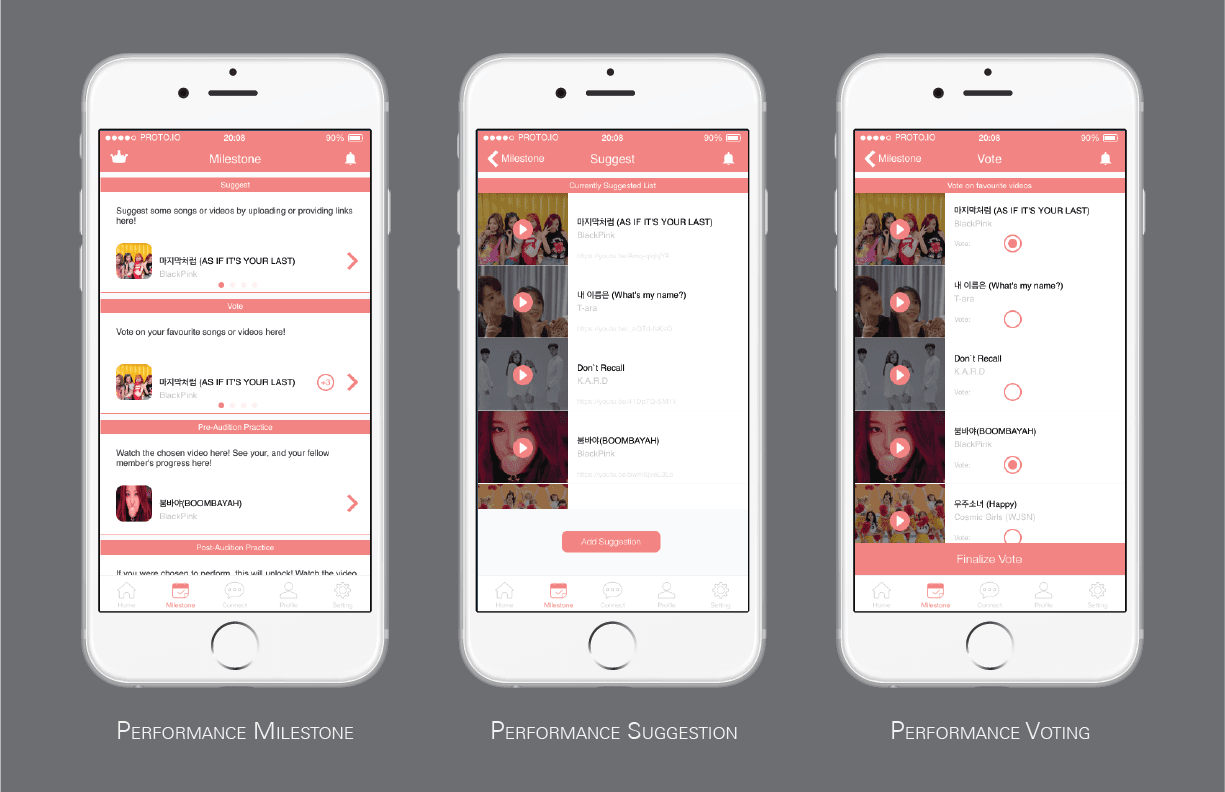 PROTO.IO 20:08 90%
Milestone
Suggest
Suggest some songs or videos by uploading or providing links
here!
마지막처럼 (AS IF IT'S YOUR LAST)
BlackPink
Vote
Vote on your favourite songs or videos here!
마지막처럼 (AS IF IT'S YOUR LAST)
+3
BlackPink
Pre-Audition Practice
Watch the chosen video here! See your, and your fellow
member's progress here!
붐바야(BOOMBAYAH)
BlackPink
Post-Audition Practice
If you were chosen to perform, this will unlock! Watch the video
Home Milestone Connect Profile Setting
PERFORMANCE MILESTONE
PROTO.IO 20:08 90%
Milestone Suggest
Currently Suggested List
마지막처럼 (AS IF IT'S YOUR LAST)
BlackPink
내 이름은 (What's my name?)
T-ara
Don`t Recall
K.A.R.D
붐바야(BOOMBAYAH)
BlackPink
Add Suggestion
Home Milestone Connect Profile Setting
PERFORMANCE SUGGESTION
PROTO.IO 20:08 90%
Milestone Vote
Vote on favourite videos
마지막처럼 (AS IF IT'S YOUR LAST)
BlackPink
Vote:
내 이름은 (What's my name?)
T-ara
Vote:
Don`t Recall
K.A.R.D
Vote:
붐바야(BOOMBAYAH)
BlackPink
Vote:
우주소녀 (Happy)
Cosmic Girls (WJSN)
Vote:
Finalize Vote
Home Milestone Connect Profile Setting
PERFORMANCE VOTING